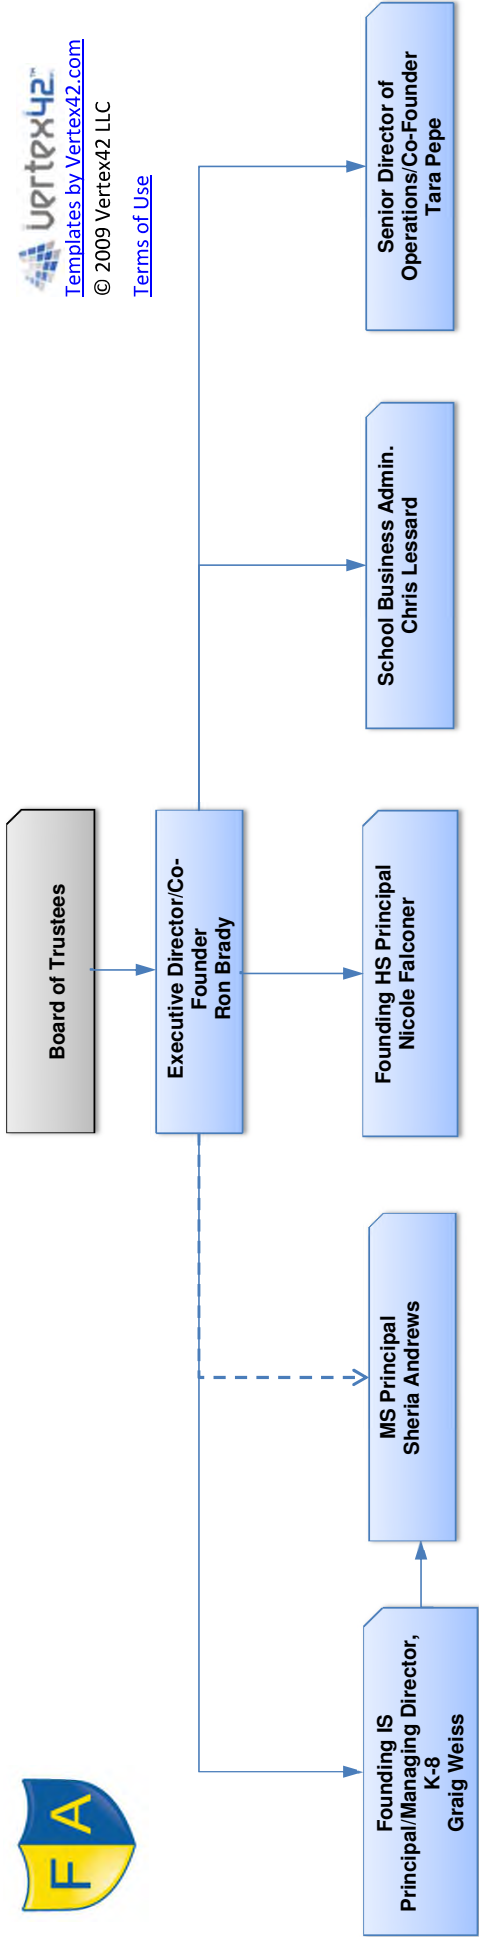 F A
vertex42™
Templates by Vertex42.com
© 2009 Vertex42 LLC
Terms of Use
Board of Trustees
Executive Director/Co-
Founder
Ron Brady
Founding IS
Principal/Managing Director,
K-8
Graig Weiss
MS Principal
Sheria Andrews
Founding HS Principal
Nicole Falconer
School Business Admin.
Chris Lessard
Senior Director of
Operations/Co-Founder
Tara Pepe